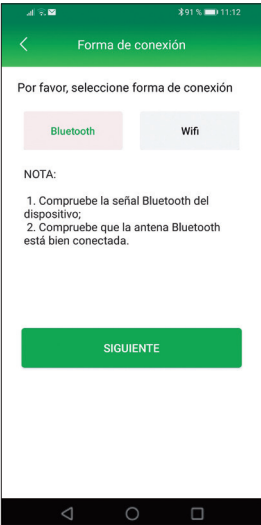 91 % 11:12
Forma de conexión
Por favor, seleccione forma de conexión
Bluetooth Wifi
NOTA:
1. Compruebe la señal Bluetooth del
dispositivo;
2. Compruebe que la antena Bluetooth
está bien conectada.
SIGUIENTE